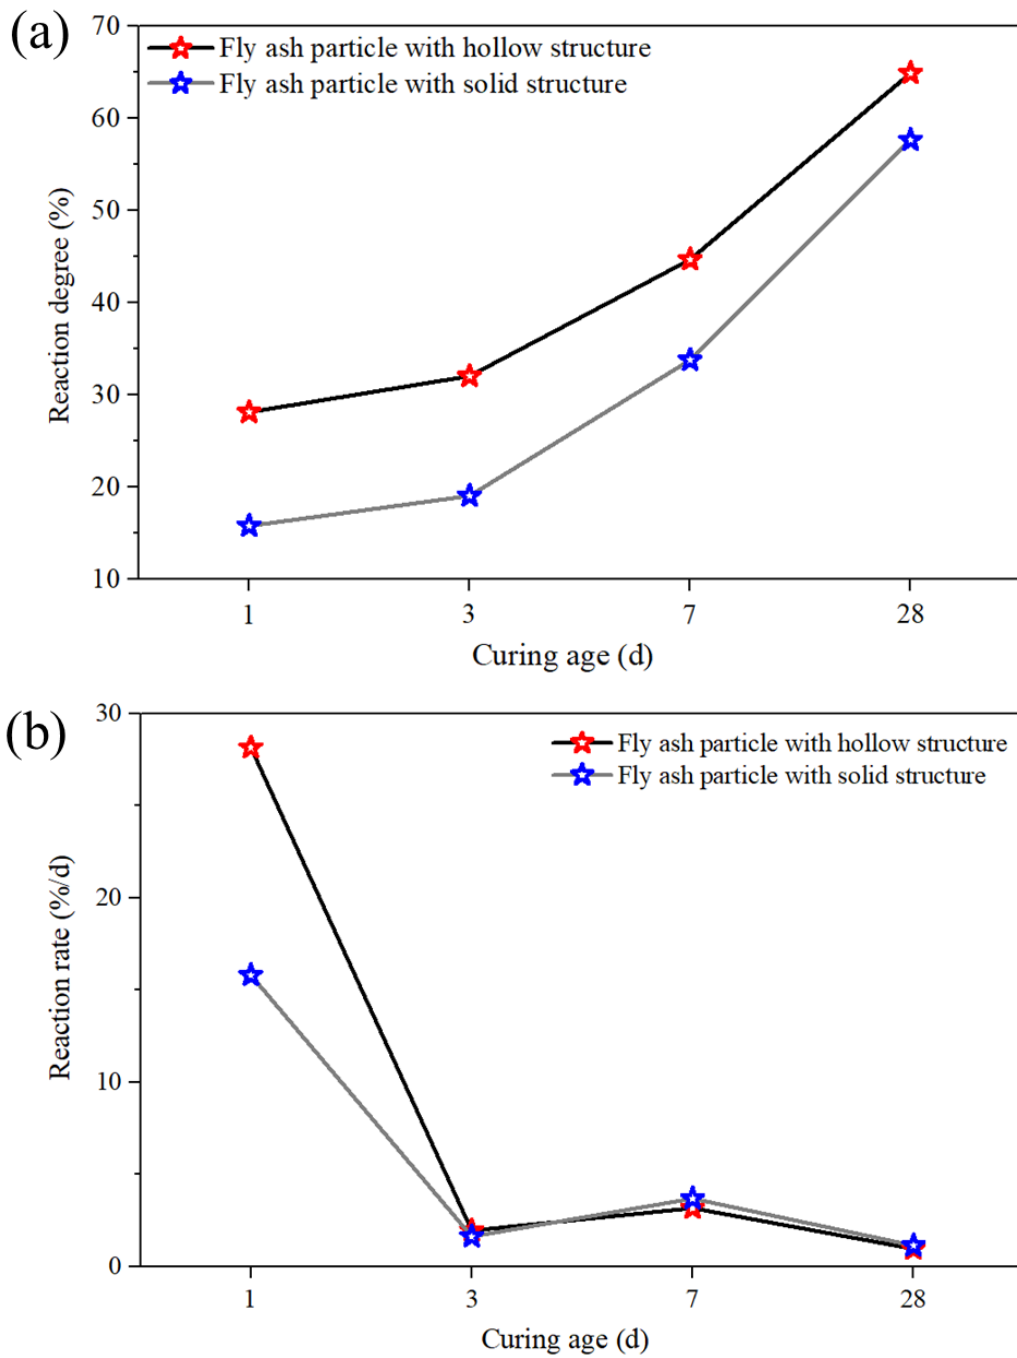 (a)
Fly ash particle with hollow structure
Fly ash particle with solid structure
Reaction degree (%)
70
60
50
40
30
20
10
1 3 7 28
Curing age (d)
(b)
Fly ash particle with hollow structure
Fly ash particle with solid structure
Reaction rate (%/d)
30
20
10
0
1 3 7 28
Curing age (d)